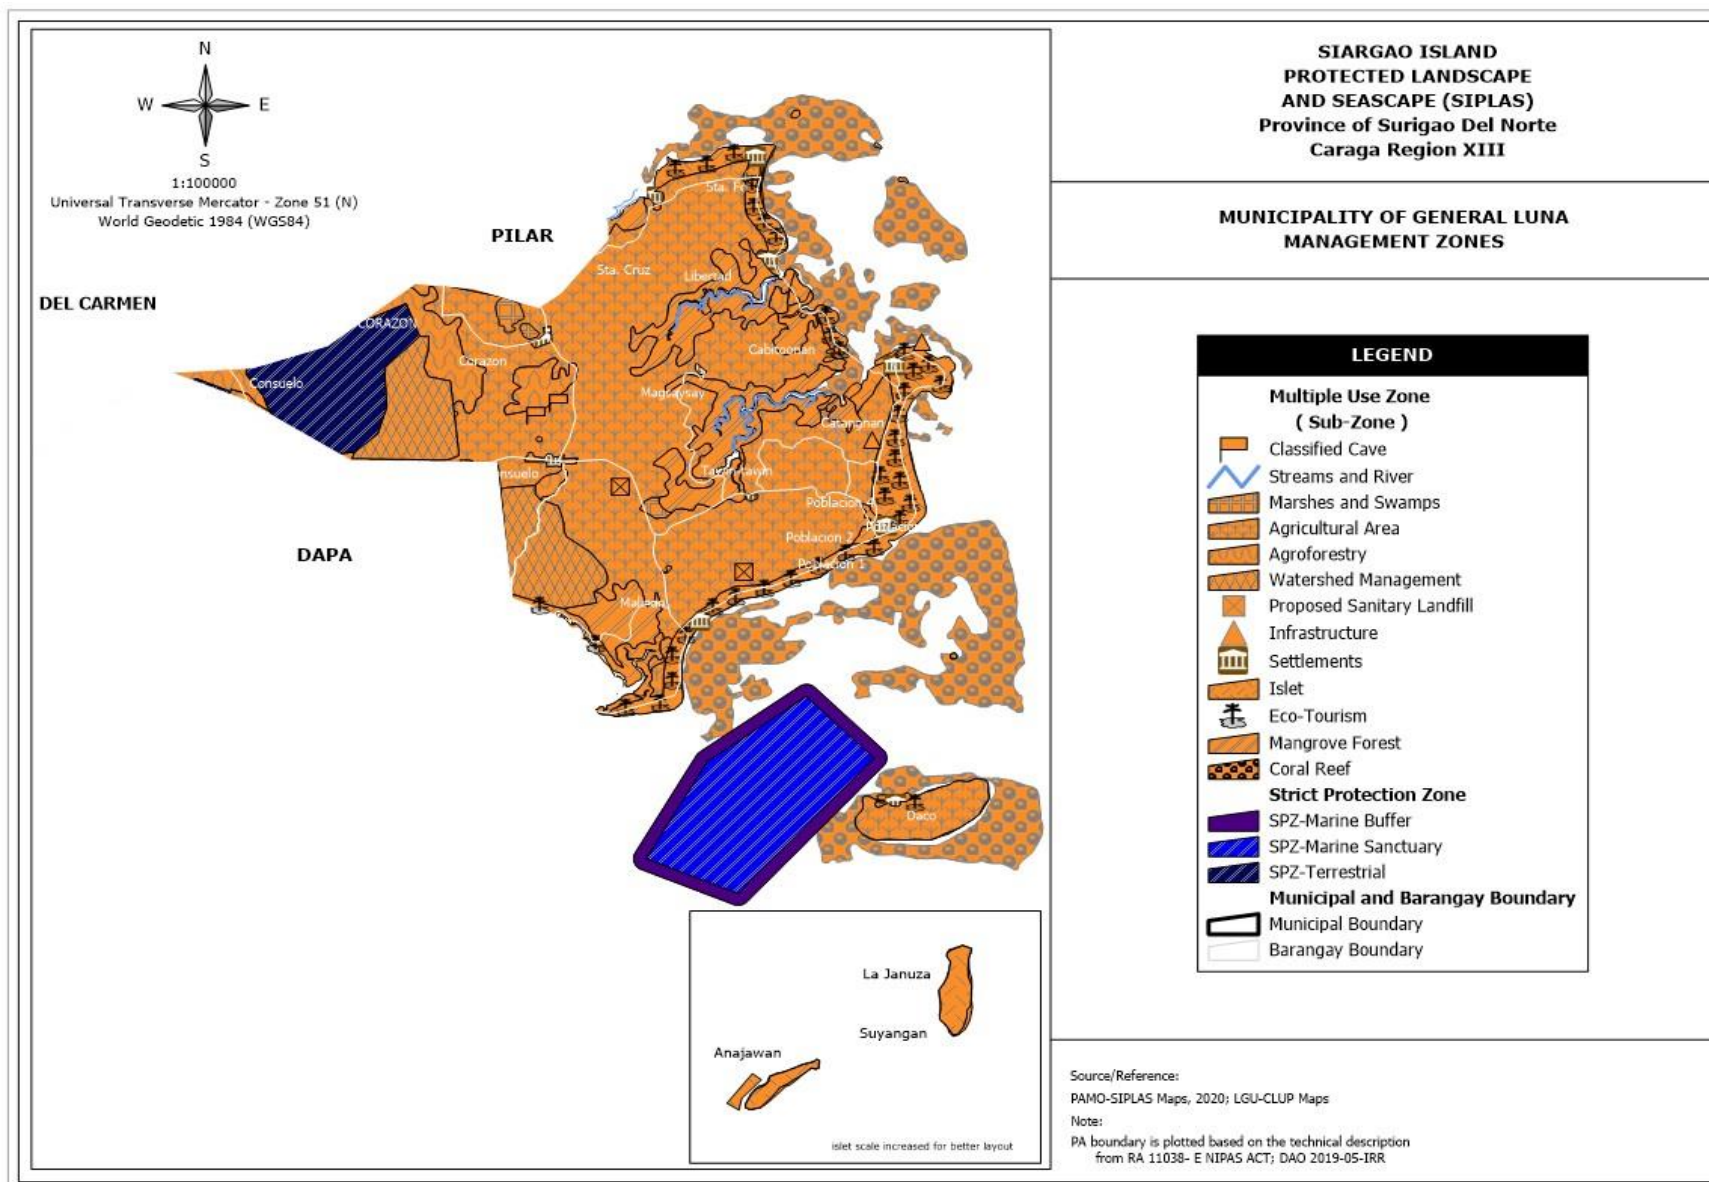 N
W E
S
1:100000
Universal Transverse Mercator - Zone 51 (N)
World Geodetic 1984 (WGS84)
PILAR
DEL CARMEN
DAPA
Sta. Fe
Sta. Cruz
Libertad
CORAZON
Corazon
Consuelo
Cabitoonan
Magsaysay
Catangnan
Tawin-tawin
Poblacion
Poblacion 2
Poblacion 1
Malinao
Daco
La Januza
Suyangan
Anajawan
islet scale increased for better layout
SIARGAO ISLAND
PROTECTED LANDSCAPE
AND SEASCAPE (SIPLAS)
Province of Surigao Del Norte
Caraga Region XIII
MUNICIPALITY OF GENERAL LUNA
MANAGEMENT ZONES
LEGEND
Multiple Use Zone
( Sub-Zone )
Classified Cave
Streams and River
Marshes and Swamps
Agricultural Area
Agroforestry
Watershed Management
Proposed Sanitary Landfill
Infrastructure
Settlements
Islet
Eco-Tourism
Mangrove Forest
Coral Reef
Strict Protection Zone
SPZ-Marine Buffer
SPZ-Marine Sanctuary
SPZ-Terrestrial
Municipal and Barangay Boundary
Municipal Boundary
Barangay Boundary
Source/Reference:
PAMO-SIPLAS Maps, 2020; LGU-CLUP Maps
Note:
PA boundary is plotted based on the technical description
from RA 11038- E NIPAS ACT; DAO 2019-05-IRR